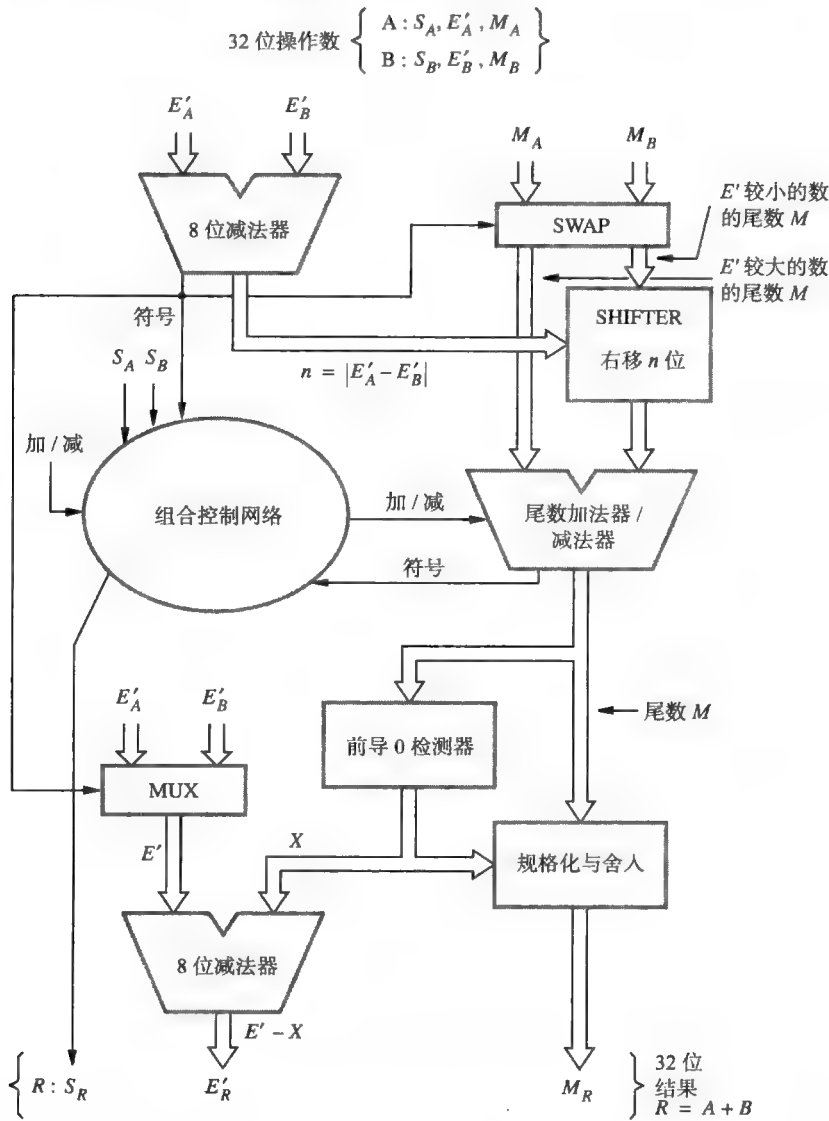 32 位操作数
A : S_A, E'_A, M_A
B : S_B, E'_B, M_B
E'_A
E'_B
M_A
M_B
8 位减法器
SWAP
E' 较小的数
的尾数 M
E' 较大的数
的尾数 M
符号
SHIFTER
右移 n 位
n = |E'_A − E'_B|
S_A
S_B
加 / 减
组合控制网络
加 / 减
尾数加法器 /
减法器
符号
E'_A
E'_B
前导 0 检测器
尾数 M
MUX
E'
X
规格化与舍入
8 位减法器
E' − X
R : S_R
E'_R
M_R
32 位
结果
R = A + B